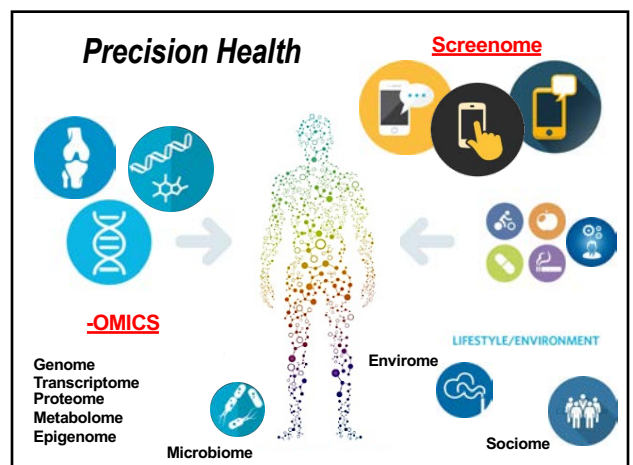 Precision Health
Screenome
-OMICS
Genome
Transcriptome
Proteome
Metabolome
Epigenome
Microbiome
LIFESTYLE/ENVIRONMENT
Envirome
Sociome